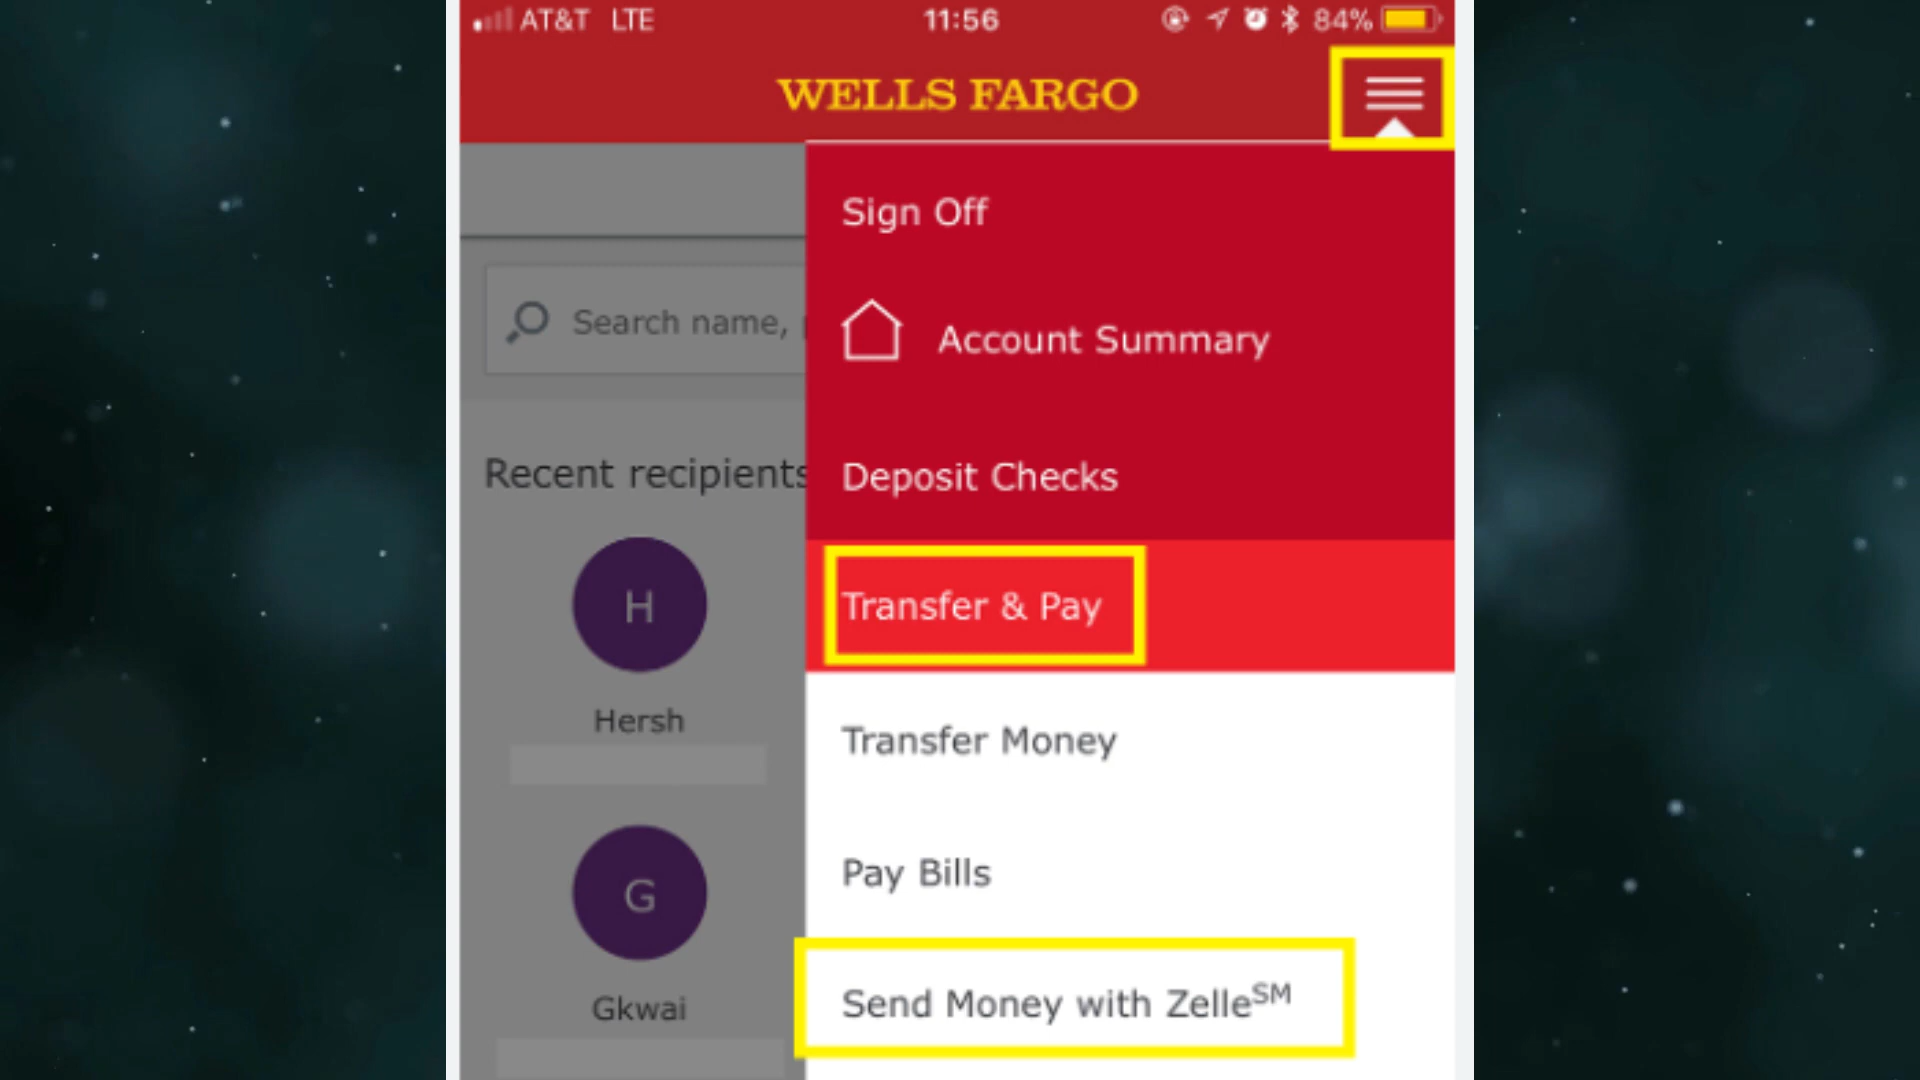 AT&T LTE 11:56 84%
WELLS FARGO
Sign Off
Search name,
Account Summary
Recent recipients
Deposit Checks
H
Transfer & Pay
Hersh
Transfer Money
G
Pay Bills
Gkwai
Send Money with Zelle℠